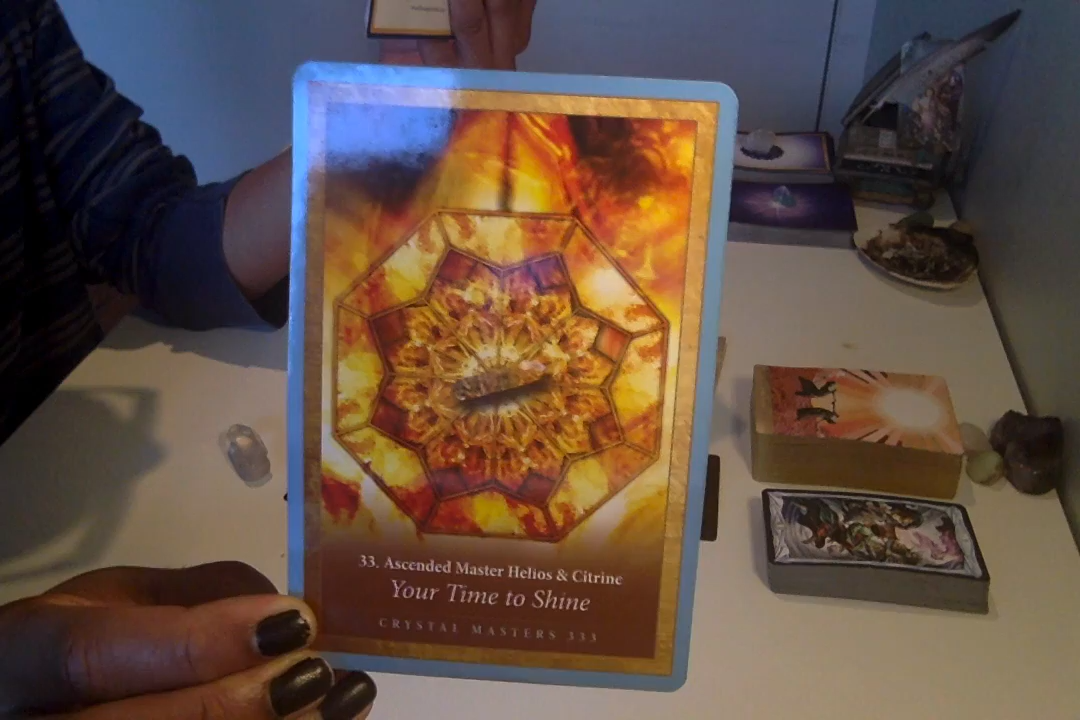 33. Ascended Master Helios & Citrine
Your Time to Shine
CRYSTAL MASTERS 333